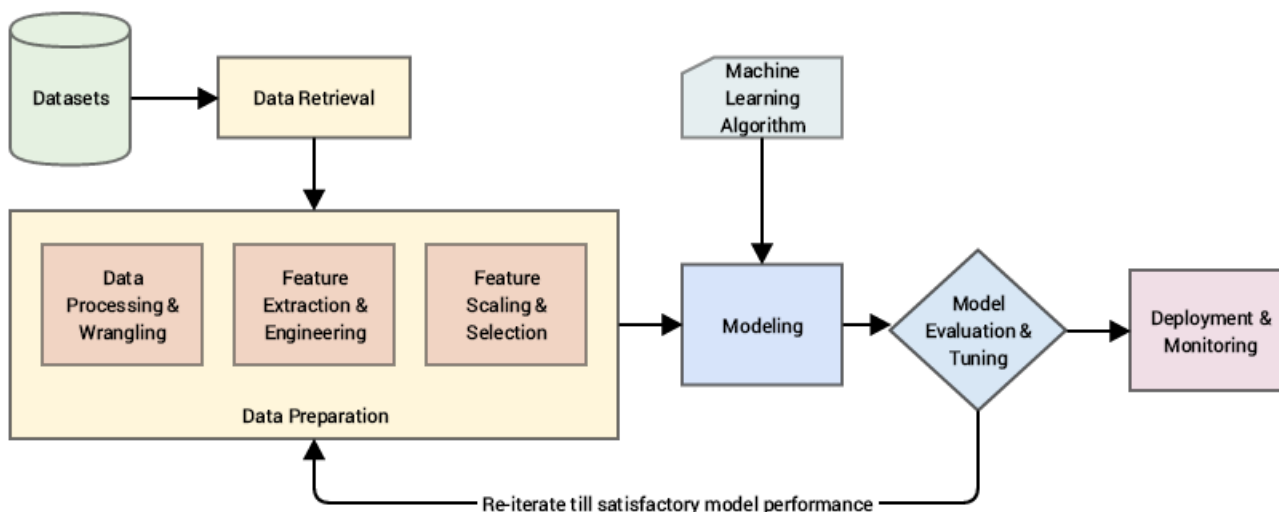 Datasets
Data Retrieval
Machine
Learning
Algorithm
Data
Processing &
Wrangling
Feature
Extraction &
Engineering
Feature
Scaling &
Selection
Data Preparation
Modeling
Model
Evaluation &
Tuning
Deployment &
Monitoring
Re-iterate till satisfactory model performance